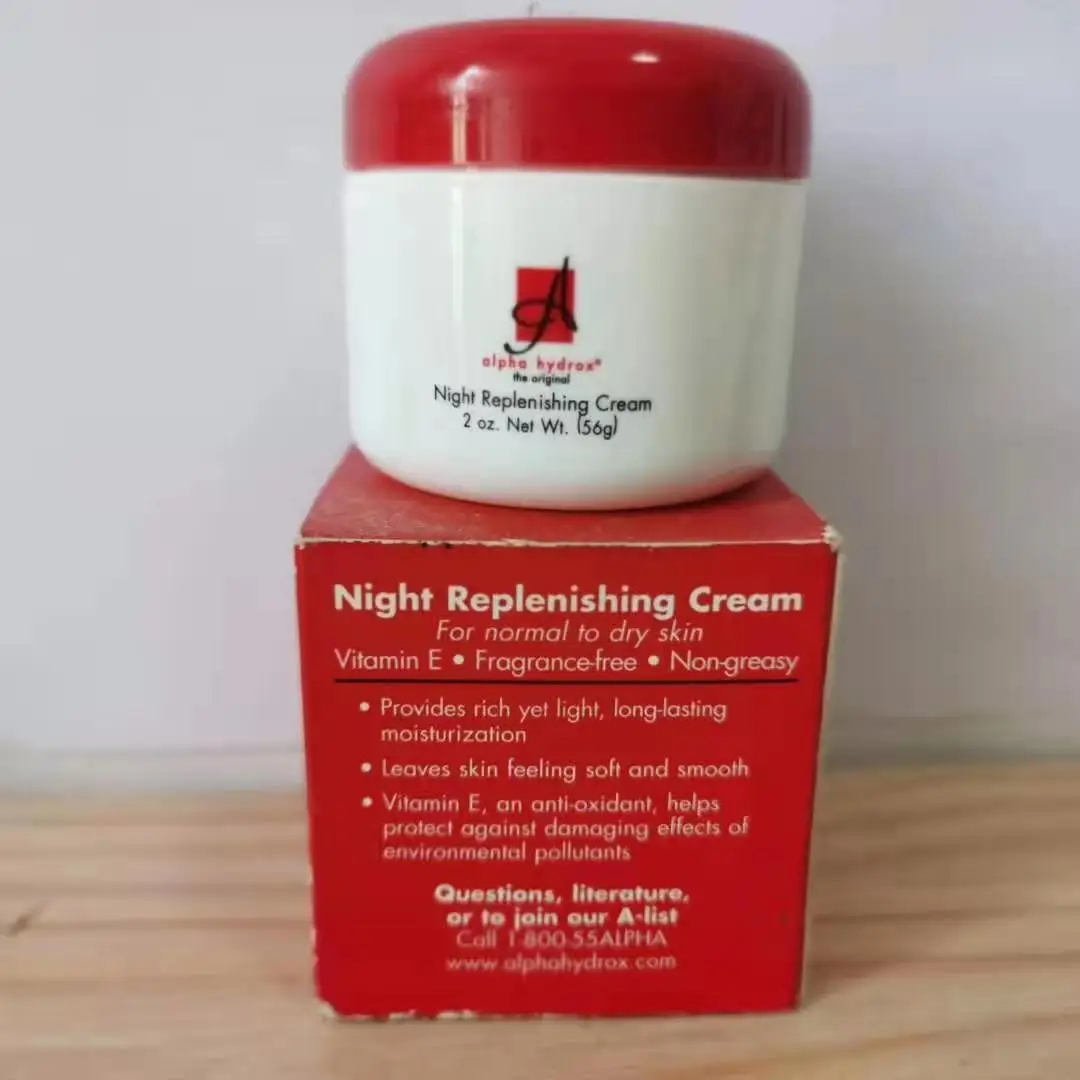 A
alpha hydrox®
the original
Night Replenishing Cream
2 oz. Net Wt. (56g)
Night Replenishing Cream
For normal to dry skin
Vitamin E • Fragrance-free • Non-greasy
• Provides rich yet light, long-lasting
moisturization
• Leaves skin feeling soft and smooth
• Vitamin E, an anti-oxidant, helps
protect against damaging effects of
environmental pollutants
Questions, literature,
or to join our A-list
Call 1-800-55ALPHA
www.alphahydrox.com